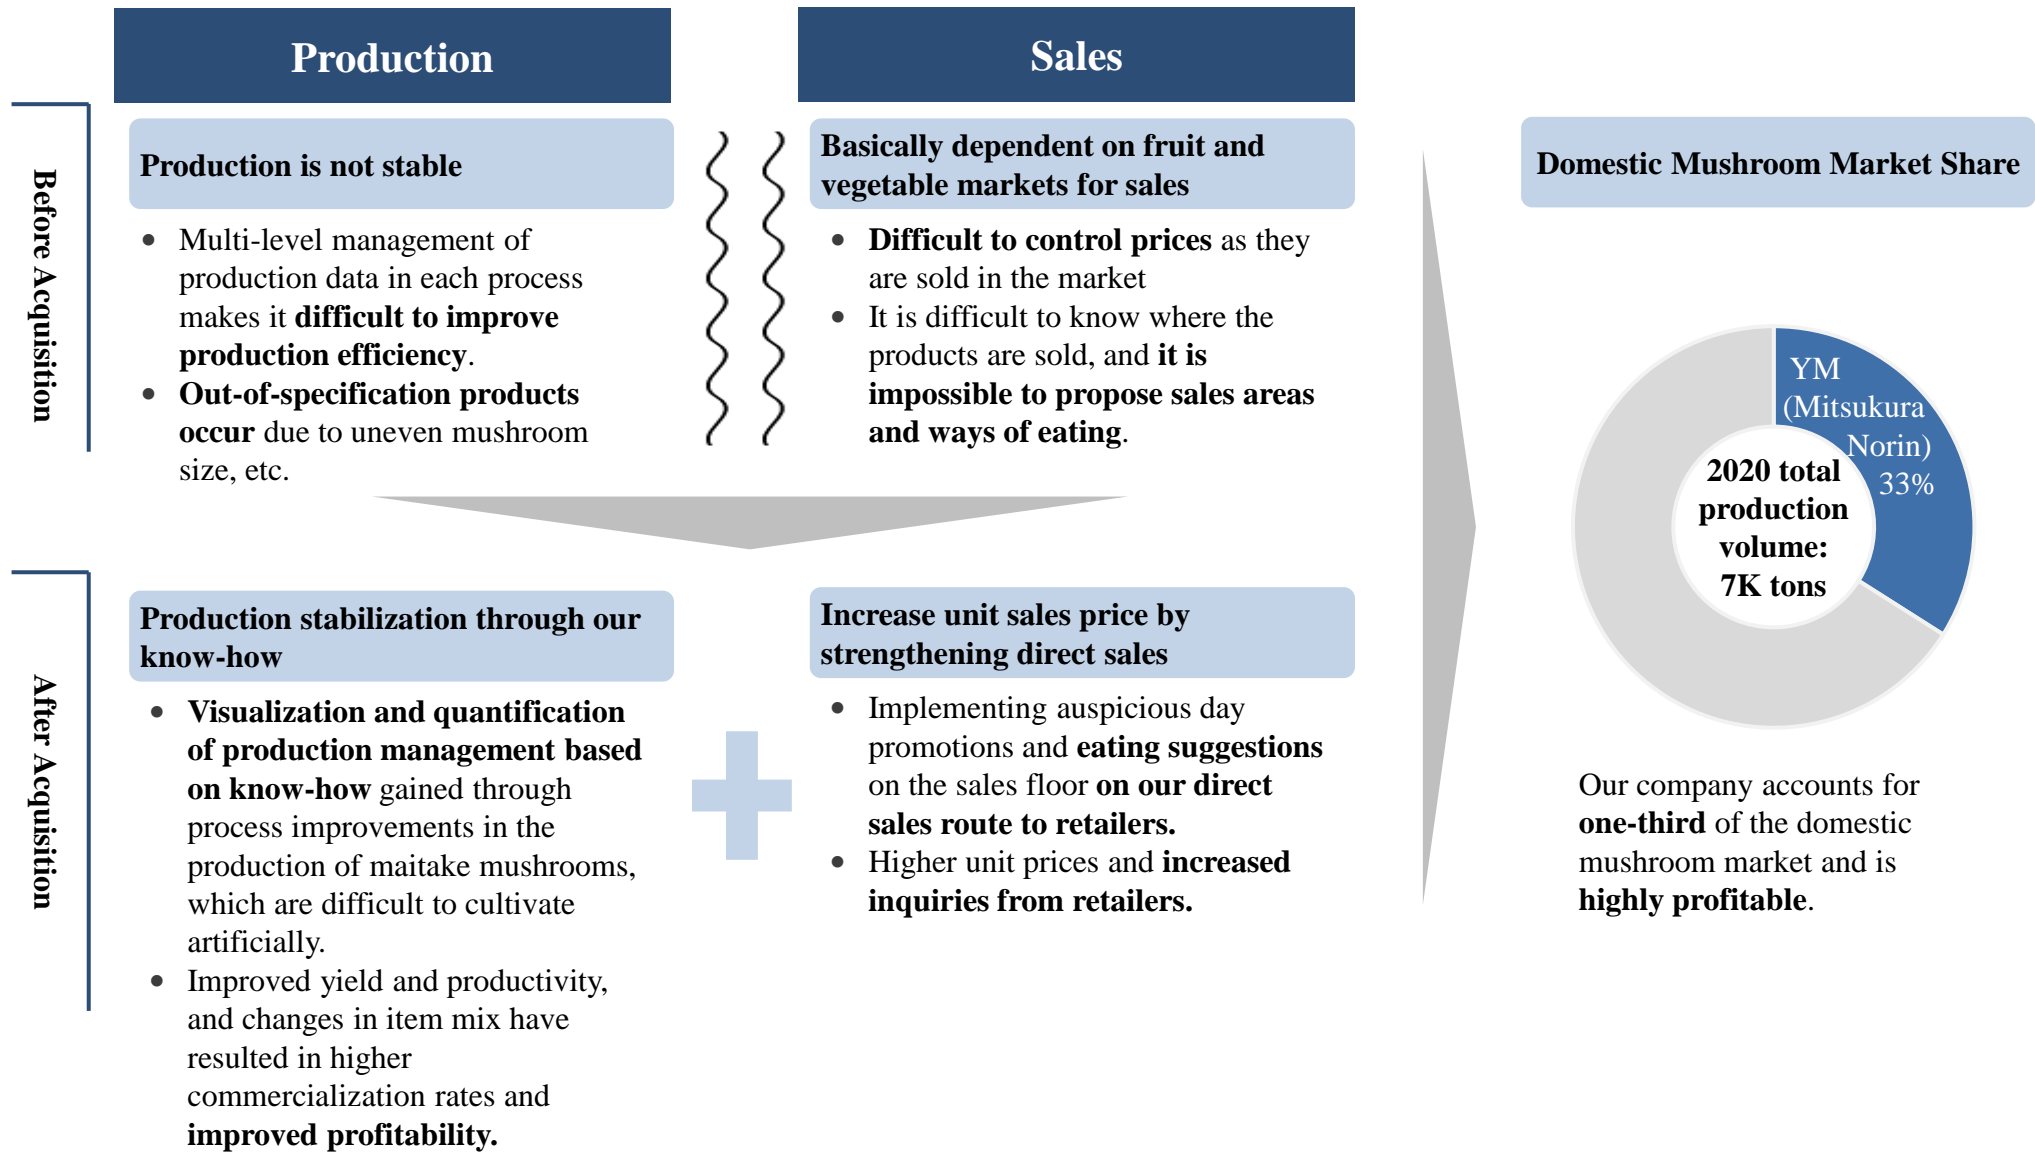 Production
Sales
Before Acquisition
Production is not stable
Multi-level management of
production data in each process
makes it difficult to improve
production efficiency.
Out-of-specification products
occur due to uneven mushroom
size, etc.
Basically dependent on fruit and
vegetable markets for sales
Difficult to control prices as they
are sold in the market
It is difficult to know where the
products are sold, and it is
impossible to propose sales areas
and ways of eating.
After Acquisition
Production stabilization through our
know-how
Visualization and quantification
of production management based
on know-how gained through
process improvements in the
production of maitake mushrooms,
which are difficult to cultivate
artificially.
Improved yield and productivity,
and changes in item mix have
resulted in higher
commercialization rates and
improved profitability.
Increase unit sales price by
strengthening direct sales
Implementing auspicious day
promotions and eating suggestions
on the sales floor on our direct
sales route to retailers.
Higher unit prices and increased
inquiries from retailers.
Domestic Mushroom Market Share
YM
(Mitsukura
Norin)
33%
2020 total
production
volume:
7K tons
Our company accounts for
one-third of the domestic
mushroom market and is
highly profitable.